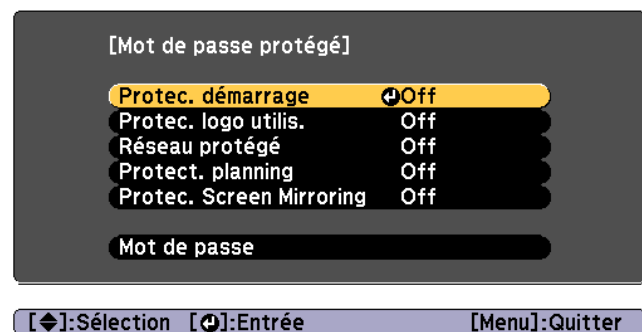 [Mot de passe protégé]
Protec. démarrage Off
Protec. logo utilis. Off
Réseau protégé Off
Protect. planning Off
Protec. Screen Mirroring Off
Mot de passe
[]:Sélection []:Entrée [Menu]:Quitter